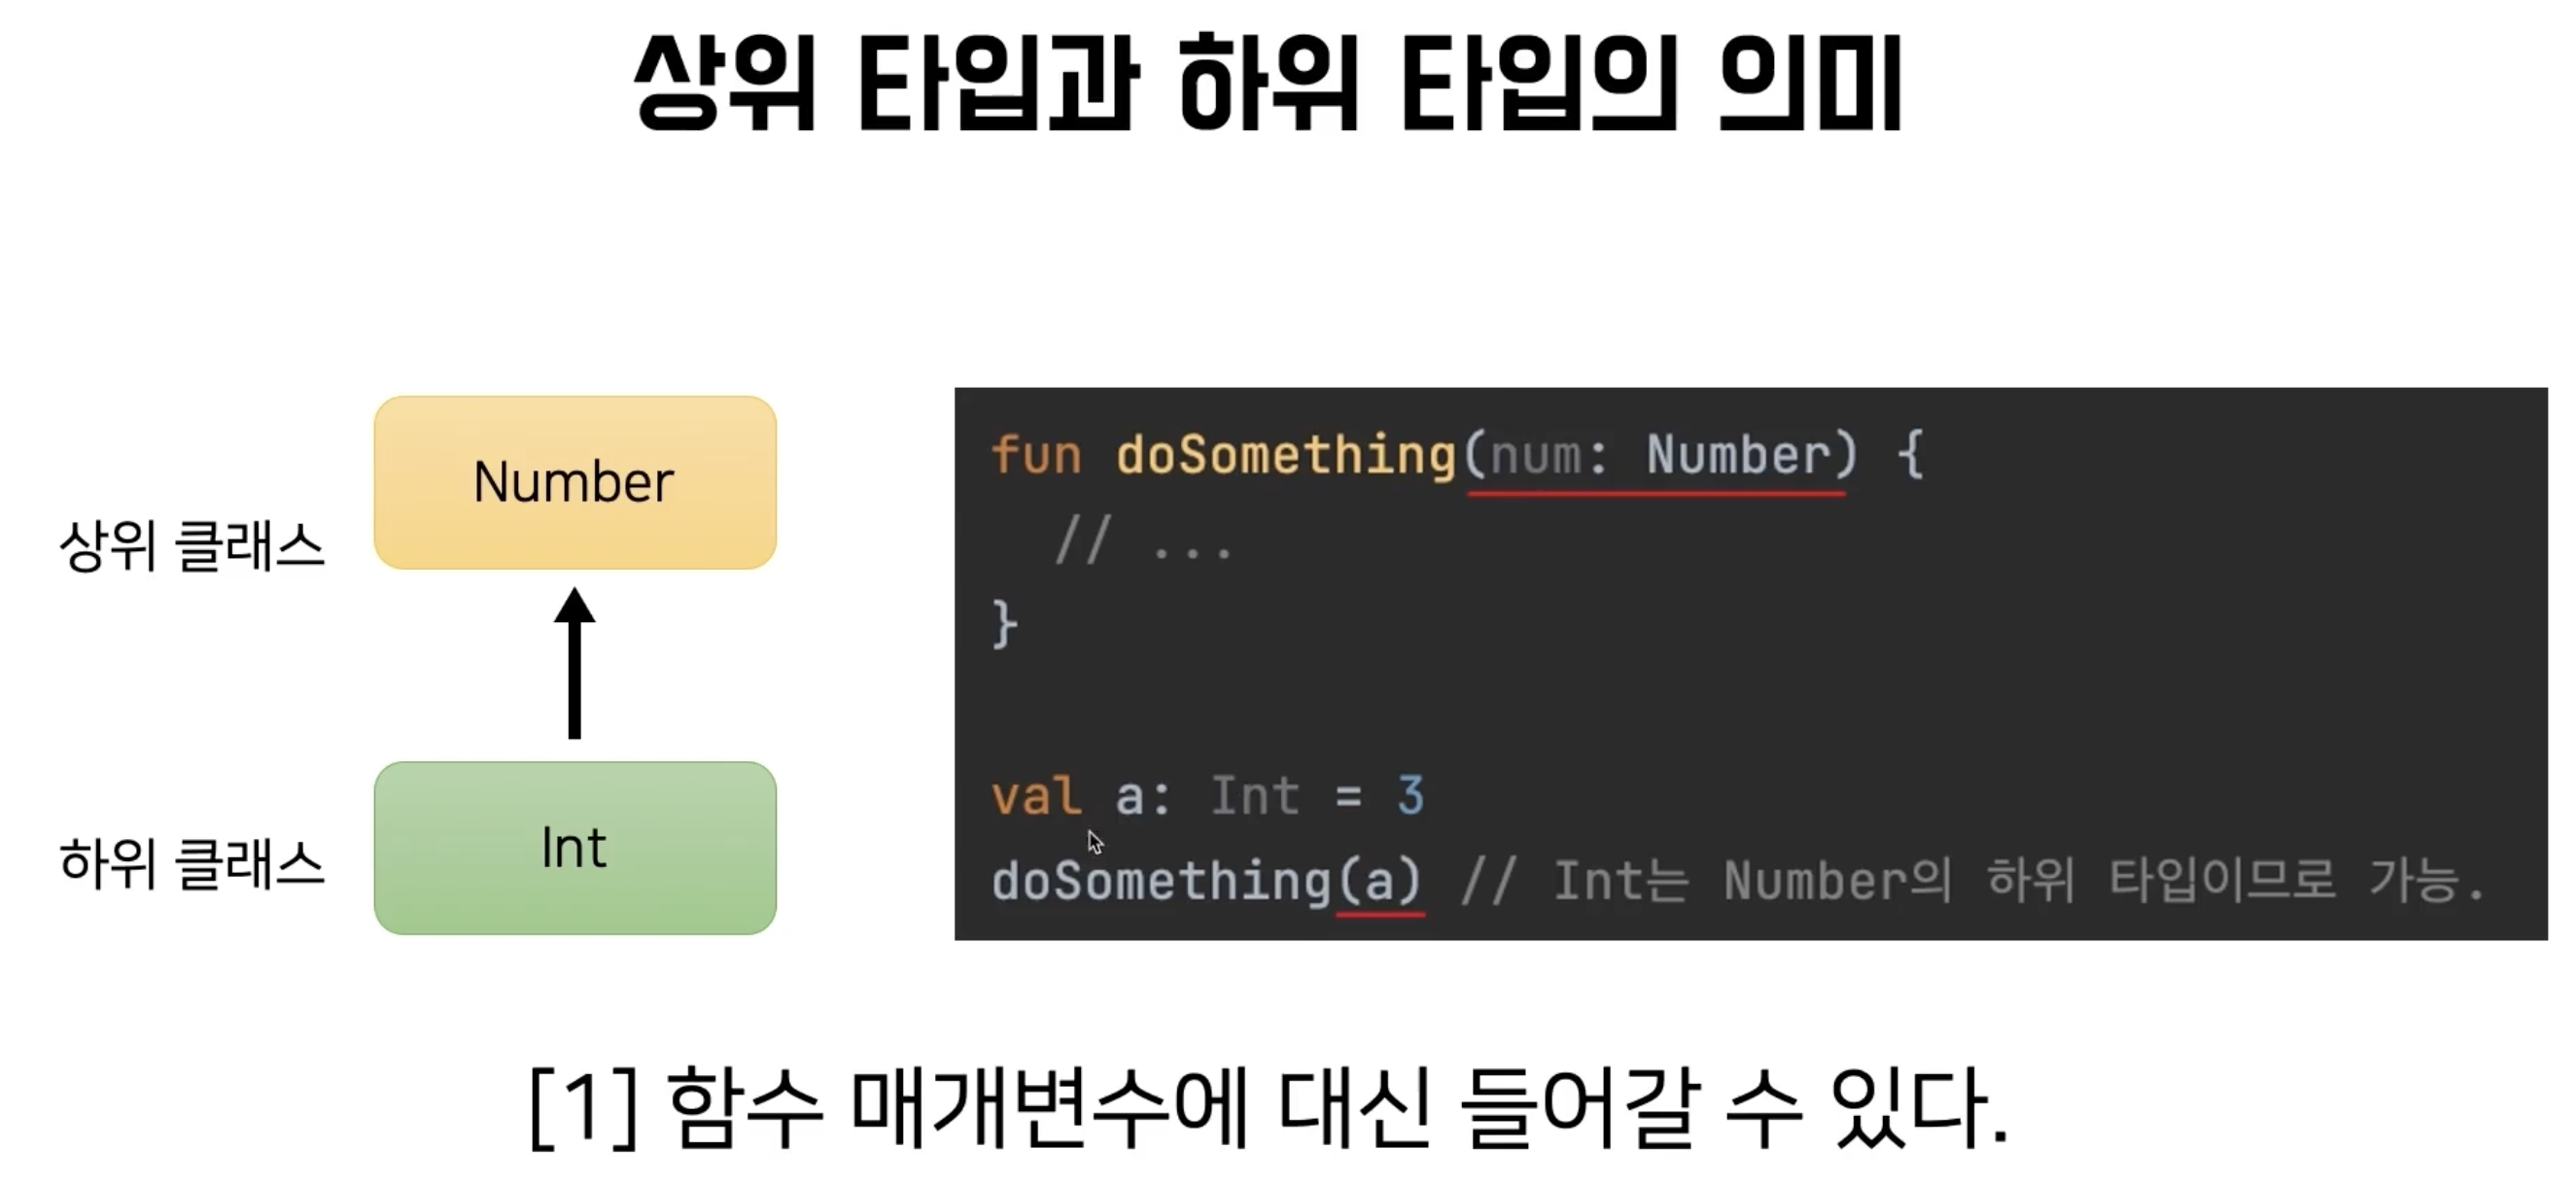 상위 타입과 하위 타입의 의미
Number
상위 클래스
Int
하위 클래스
fun doSomething(num: Number) {
  // ...
}
val a: Int = 3
doSomething(a) // Int는 Number의 하위 타입이므로 가능.
[1] 함수 매개변수에 대신 들어갈 수 있다.